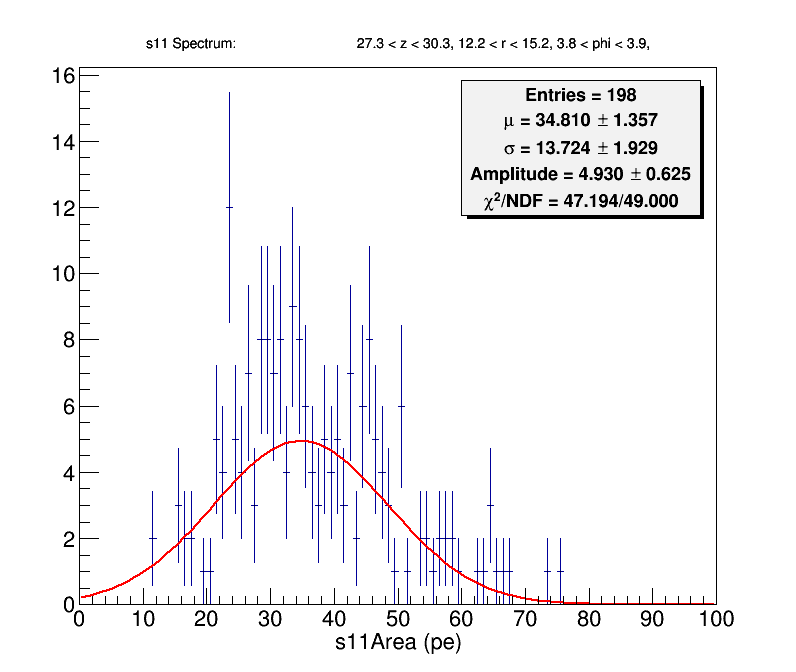 s11 Spectrum: 27.3 < z < 30.3, 12.2 < r < 15.2, 3.8 < phi < 3.9,
Entries = 198
μ = 34.810 ± 1.357
σ = 13.724 ± 1.929
Amplitude = 4.930 ± 0.625
χ²/NDF = 47.194/49.000
16
14
12
10
8
6
4
2
0
0 10 20 30 40 50 60 70 80 90 100
s11Area (pe)